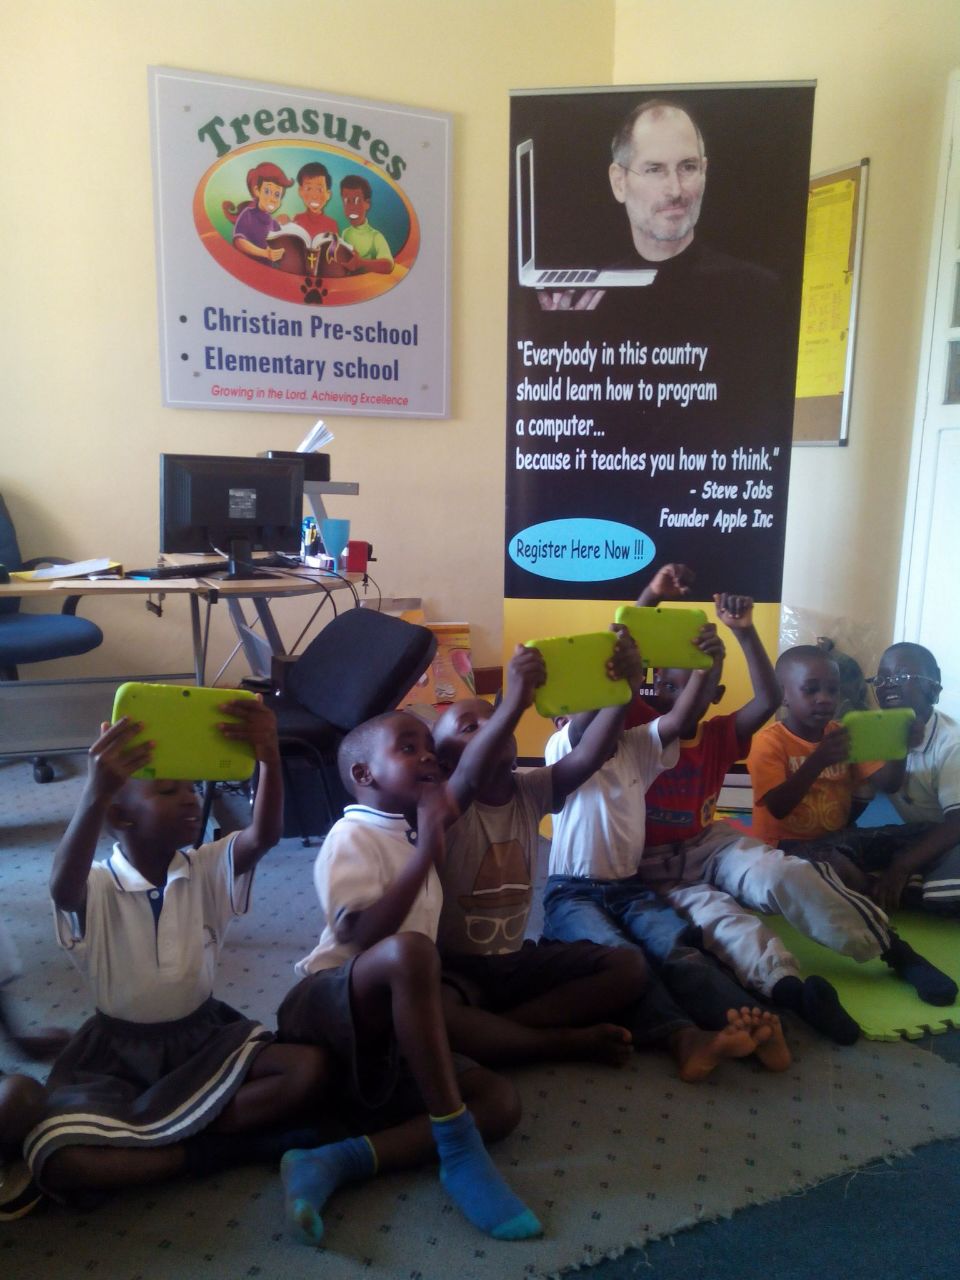 Treasures
• Christian Pre-school
• Elementary school
Growing in the Lord. Achieving Excellence
"Everybody in this country
should learn how to program
a computer...
because it teaches you how to think."
- Steve Jobs
Founder Apple Inc
Register Here Now !!!